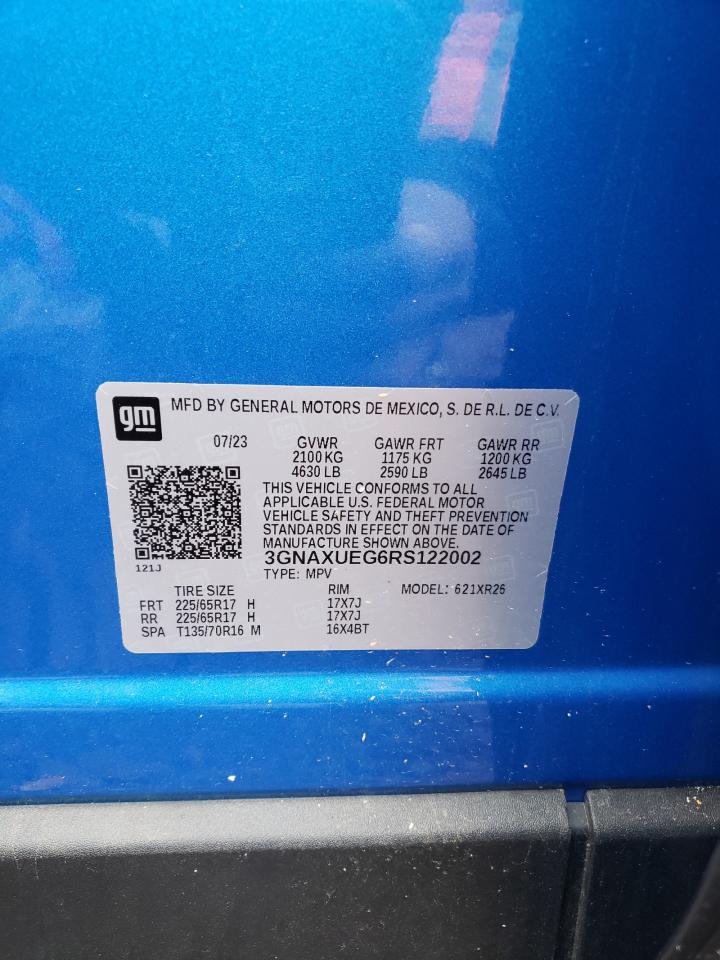 gm
MFD BY GENERAL MOTORS DE MEXICO, S. DE R.L. DE C.V.
07/23 GVWR GAWR FRT GAWR RR
2100 KG 1175 KG 1200 KG
4630 LB 2590 LB 2645 LB
THIS VEHICLE CONFORMS TO ALL
APPLICABLE U.S. FEDERAL MOTOR
VEHICLE SAFETY AND THEFT PREVENTION
STANDARDS IN EFFECT ON THE DATE OF
MANUFACTURE SHOWN ABOVE.
3GNAXUEG6RS122002
121J
TYPE: MPV
TIRE SIZE RIM MODEL: 621XR26
FRT 225/65R17 H 17X7J
RR 225/65R17 H 17X7J
SPA T135/70R16 M 16X4BT